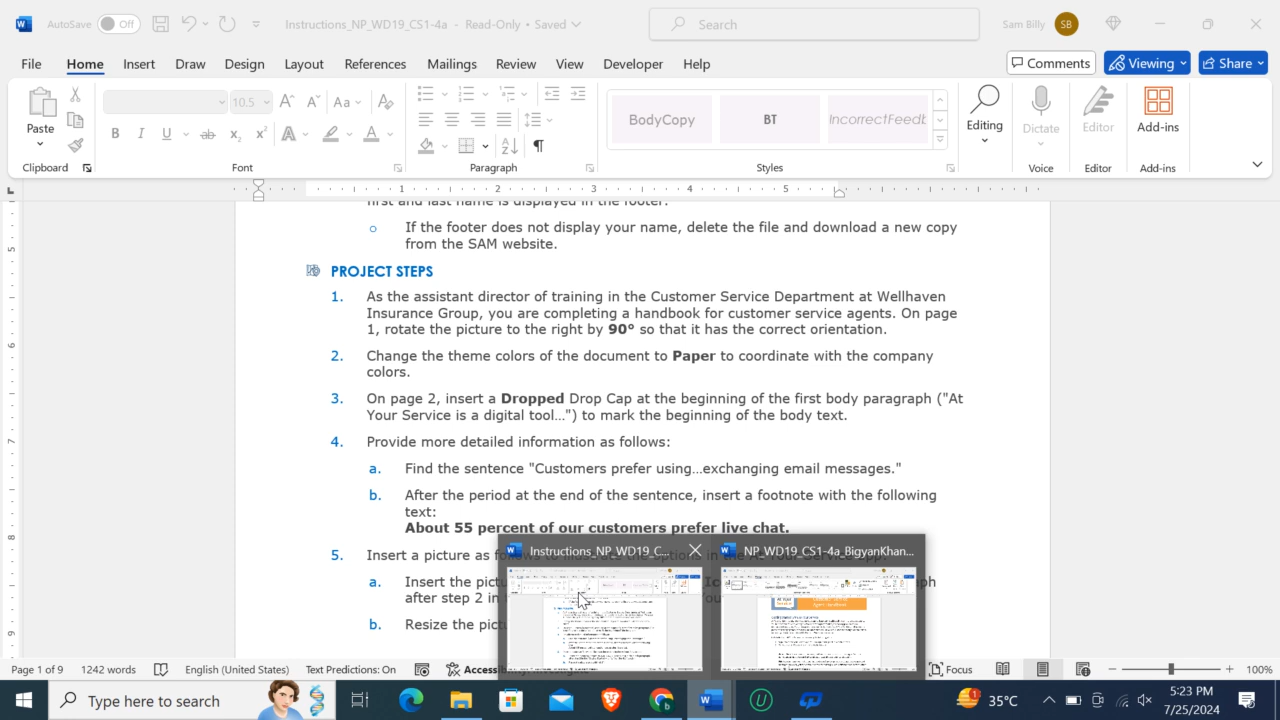 AutoSave Off Instructions_NP_WD19_CS1-4a - Read-Only • Saved Search Sam Billy SB
File Home Insert Draw Design Layout References Mailings Review View Developer Help Comments Viewing Share
10.5 Aa BodyCopy BT IncorectFeedb
Paste Editing Dictate Editor Add-ins
Clipboard Font Paragraph Styles Voice Editor Add-ins
1 2 3 4 5
first and last name is displayed in the footer.
o If the footer does not display your name, delete the file and download a new copy
from the SAM website.
PROJECT STEPS
1. As the assistant director of training in the Customer Service Department at Wellhaven
Insurance Group, you are completing a handbook for customer service agents. On page
1, rotate the picture to the right by 90° so that it has the correct orientation.
2. Change the theme colors of the document to Paper to coordinate with the company
colors.
3. On page 2, insert a Dropped Drop Cap at the beginning of the first body paragraph ("At
Your Service is a digital tool…") to mark the beginning of the body text.
4. Provide more detailed information as follows:
a. Find the sentence "Customers prefer using…exchanging email messages."
b. After the period at the end of the sentence, insert a footnote with the following
text:
About 55 percent of our customers prefer live chat.
Instructions_NP_WD19_C... NP_WD19_CS1-4a_BigyanKhan...
5. Insert a picture as
a. Insert the
after step 2 in
b. Resize the
Page 1 of 9 English (United States) Text Predictions: On Focus 100%
Type here to search 35°C 5:23 PM
7/25/2024